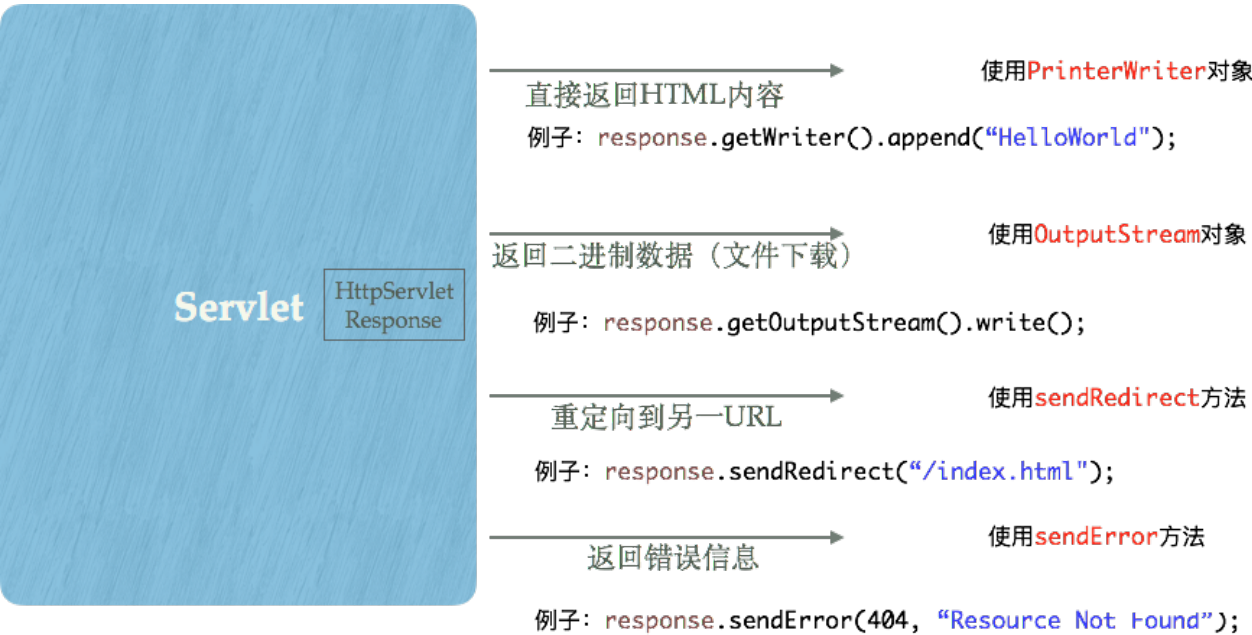 使用PrinterWriter对象
直接返回HTML内容
例子：response.getWriter().append(“HelloWorld");
使用OutputStream对象
返回二进制数据（文件下载）
Servlet
HttpServlet
Response
例子：response.getOutputStream().write();
使用sendRedirect方法
重定向到另一URL
例子：response.sendRedirect(“/index.html");
使用sendError方法
返回错误信息
例子：response.sendError(404, “Resource Not Found”);